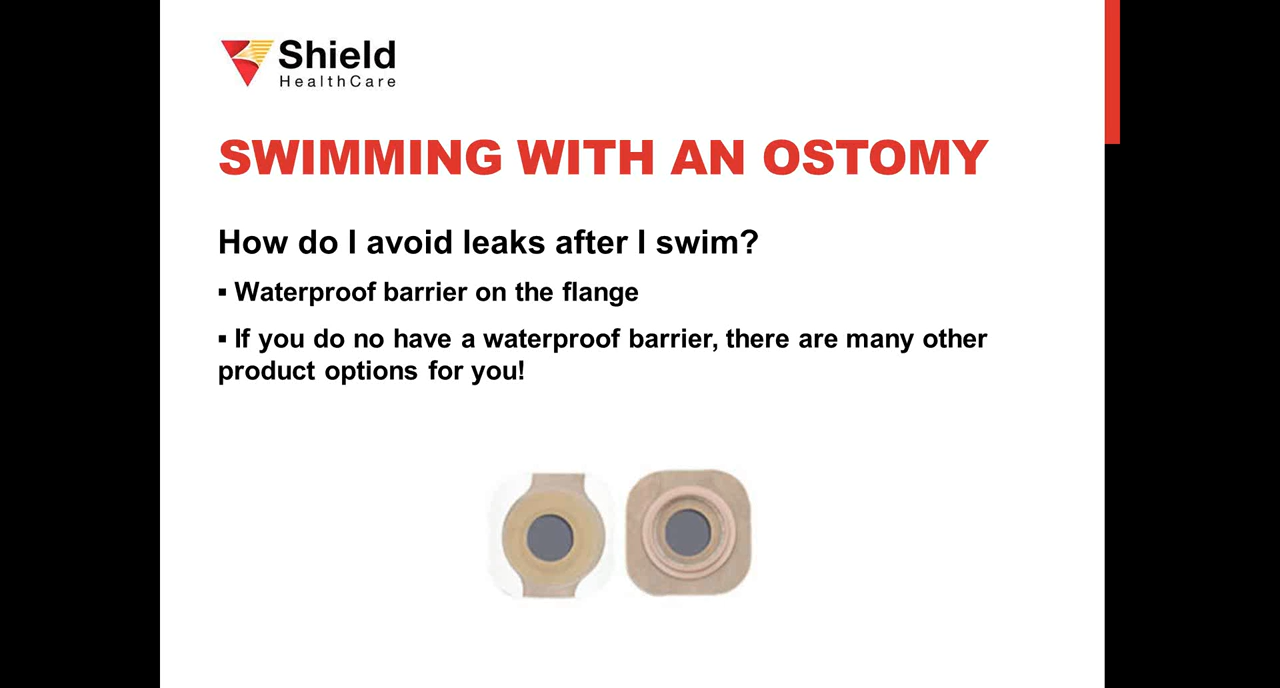 Shield
HealthCare
SWIMMING WITH AN OSTOMY
How do I avoid leaks after I swim?
▪ Waterproof barrier on the flange
▪ If you do no have a waterproof barrier, there are many other
product options for you!